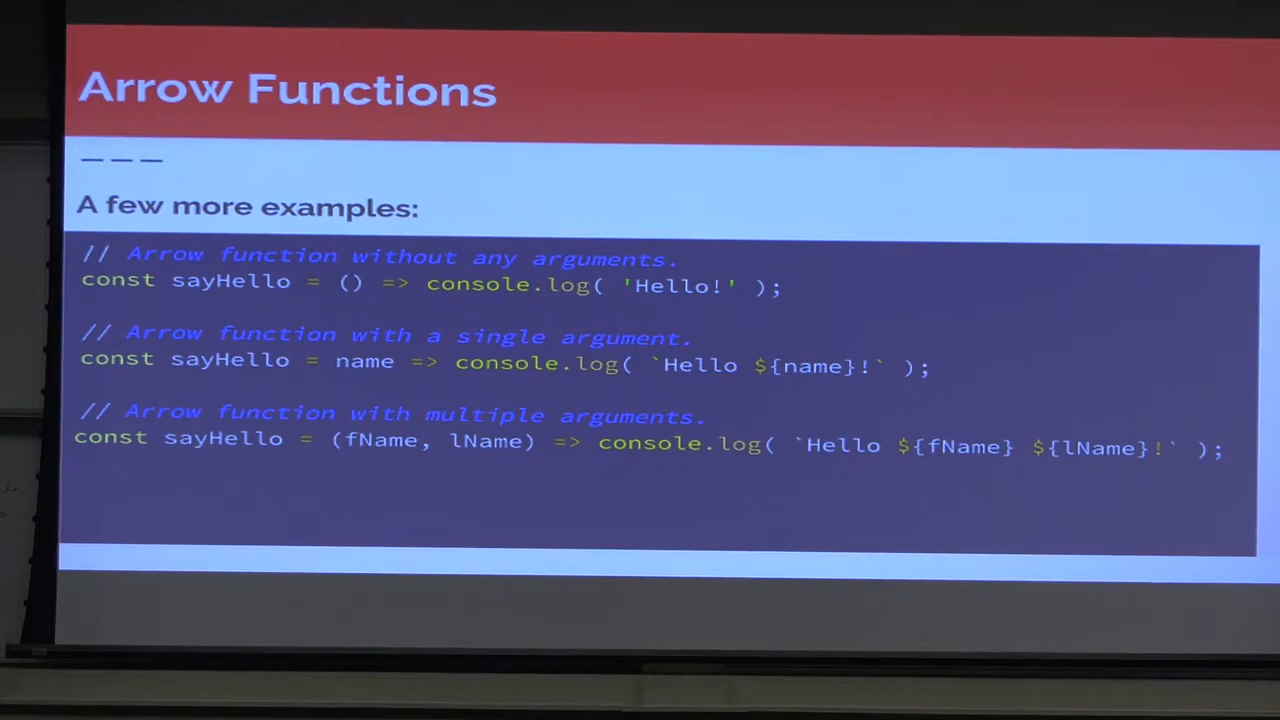 Arrow Functions
———
A few more examples:
// Arrow function without any arguments.
const sayHello = () => console.log( 'Hello!' );
// Arrow function with a single argument.
const sayHello = name => console.log( `Hello ${name}!` );
// Arrow function with multiple arguments.
const sayHello = (fName, lName) => console.log( `Hello ${fName} ${lName}!` );